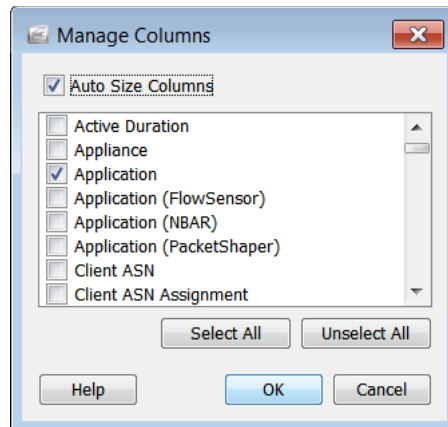 Manage Columns
Auto Size Columns
Active Duration
Appliance
Application
Application (FlowSensor)
Application (NBAR)
Application (PacketShaper)
Client ASN
Client ASN Assignment
Select All Unselect All
Help OK Cancel